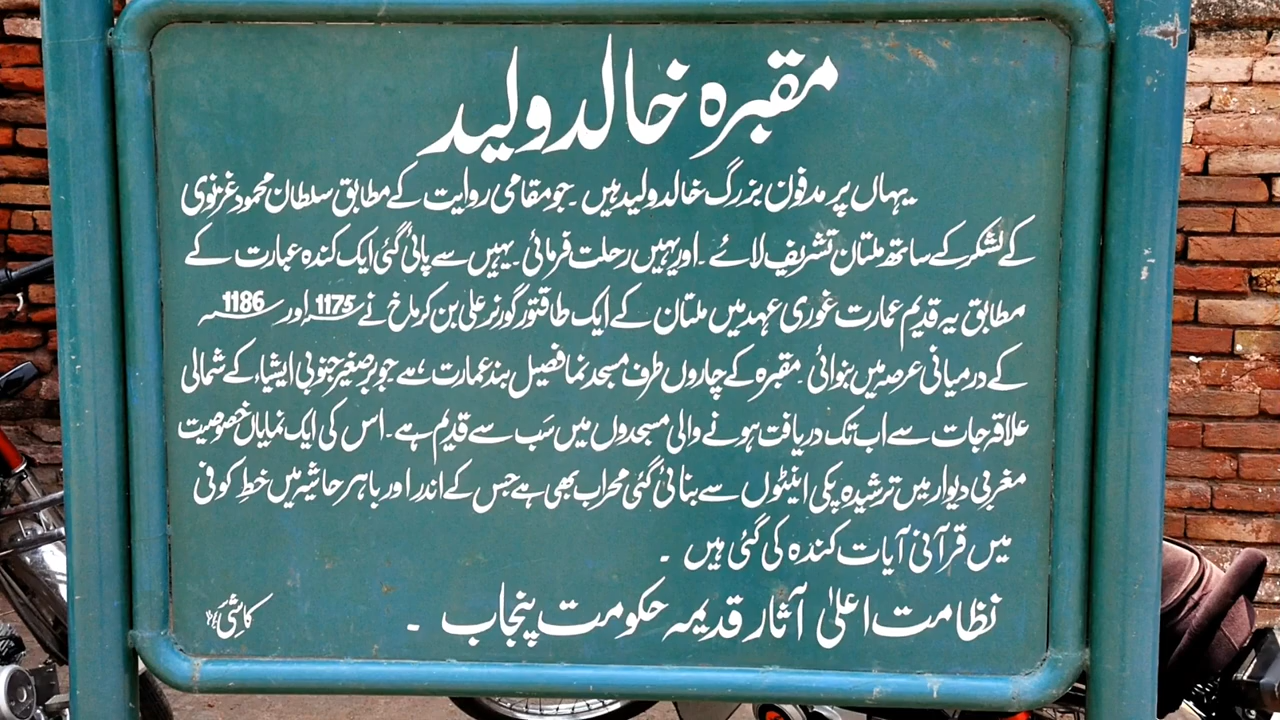 مقبرہ خالد ولید
یہاں پر مدفون بزرگ خالد ولید ہیں ۔ جو مقامی روایت کے مطابق سلطان محمود غزنوی
کے لشکر کے ساتھ ملتان تشریف لائے ۔ اور یہیں رحلت فرمائی ۔ یہیں سے پائی گئی ایک کندہ عبارت کے
مطابق یہ قدیم عمارت غوری عہد میں ملتان کے ایک طاقتور گورنر علی بن کرماخ نے 1175ء اور 1186ء
کے درمیانی عرصہ میں بنوائی ۔ مقبرہ کے چاروں طرف مسجد نما فصیل بند عمارت ہے جو برصغیر جنوبی ایشیاء کے شمالی
علاقہ جات سے اب تک دریافت ہونے والی مسجدوں میں سَب سے قدیم ہے ۔ اس کی ایک نمایاں خصوصیت
مغربی دیوار میں ترشیدہ پکی اینٹوں سے بنائی گئی محراب بھی ہے جس کے اندر اور باہر حاشیہ میں خطِ کوفی
میں قرآنی آیات کندہ کی گئی ہیں ۔
نظامت اعلیٰ آثار قدیمہ حکومت پنجاب ۔
کاشی